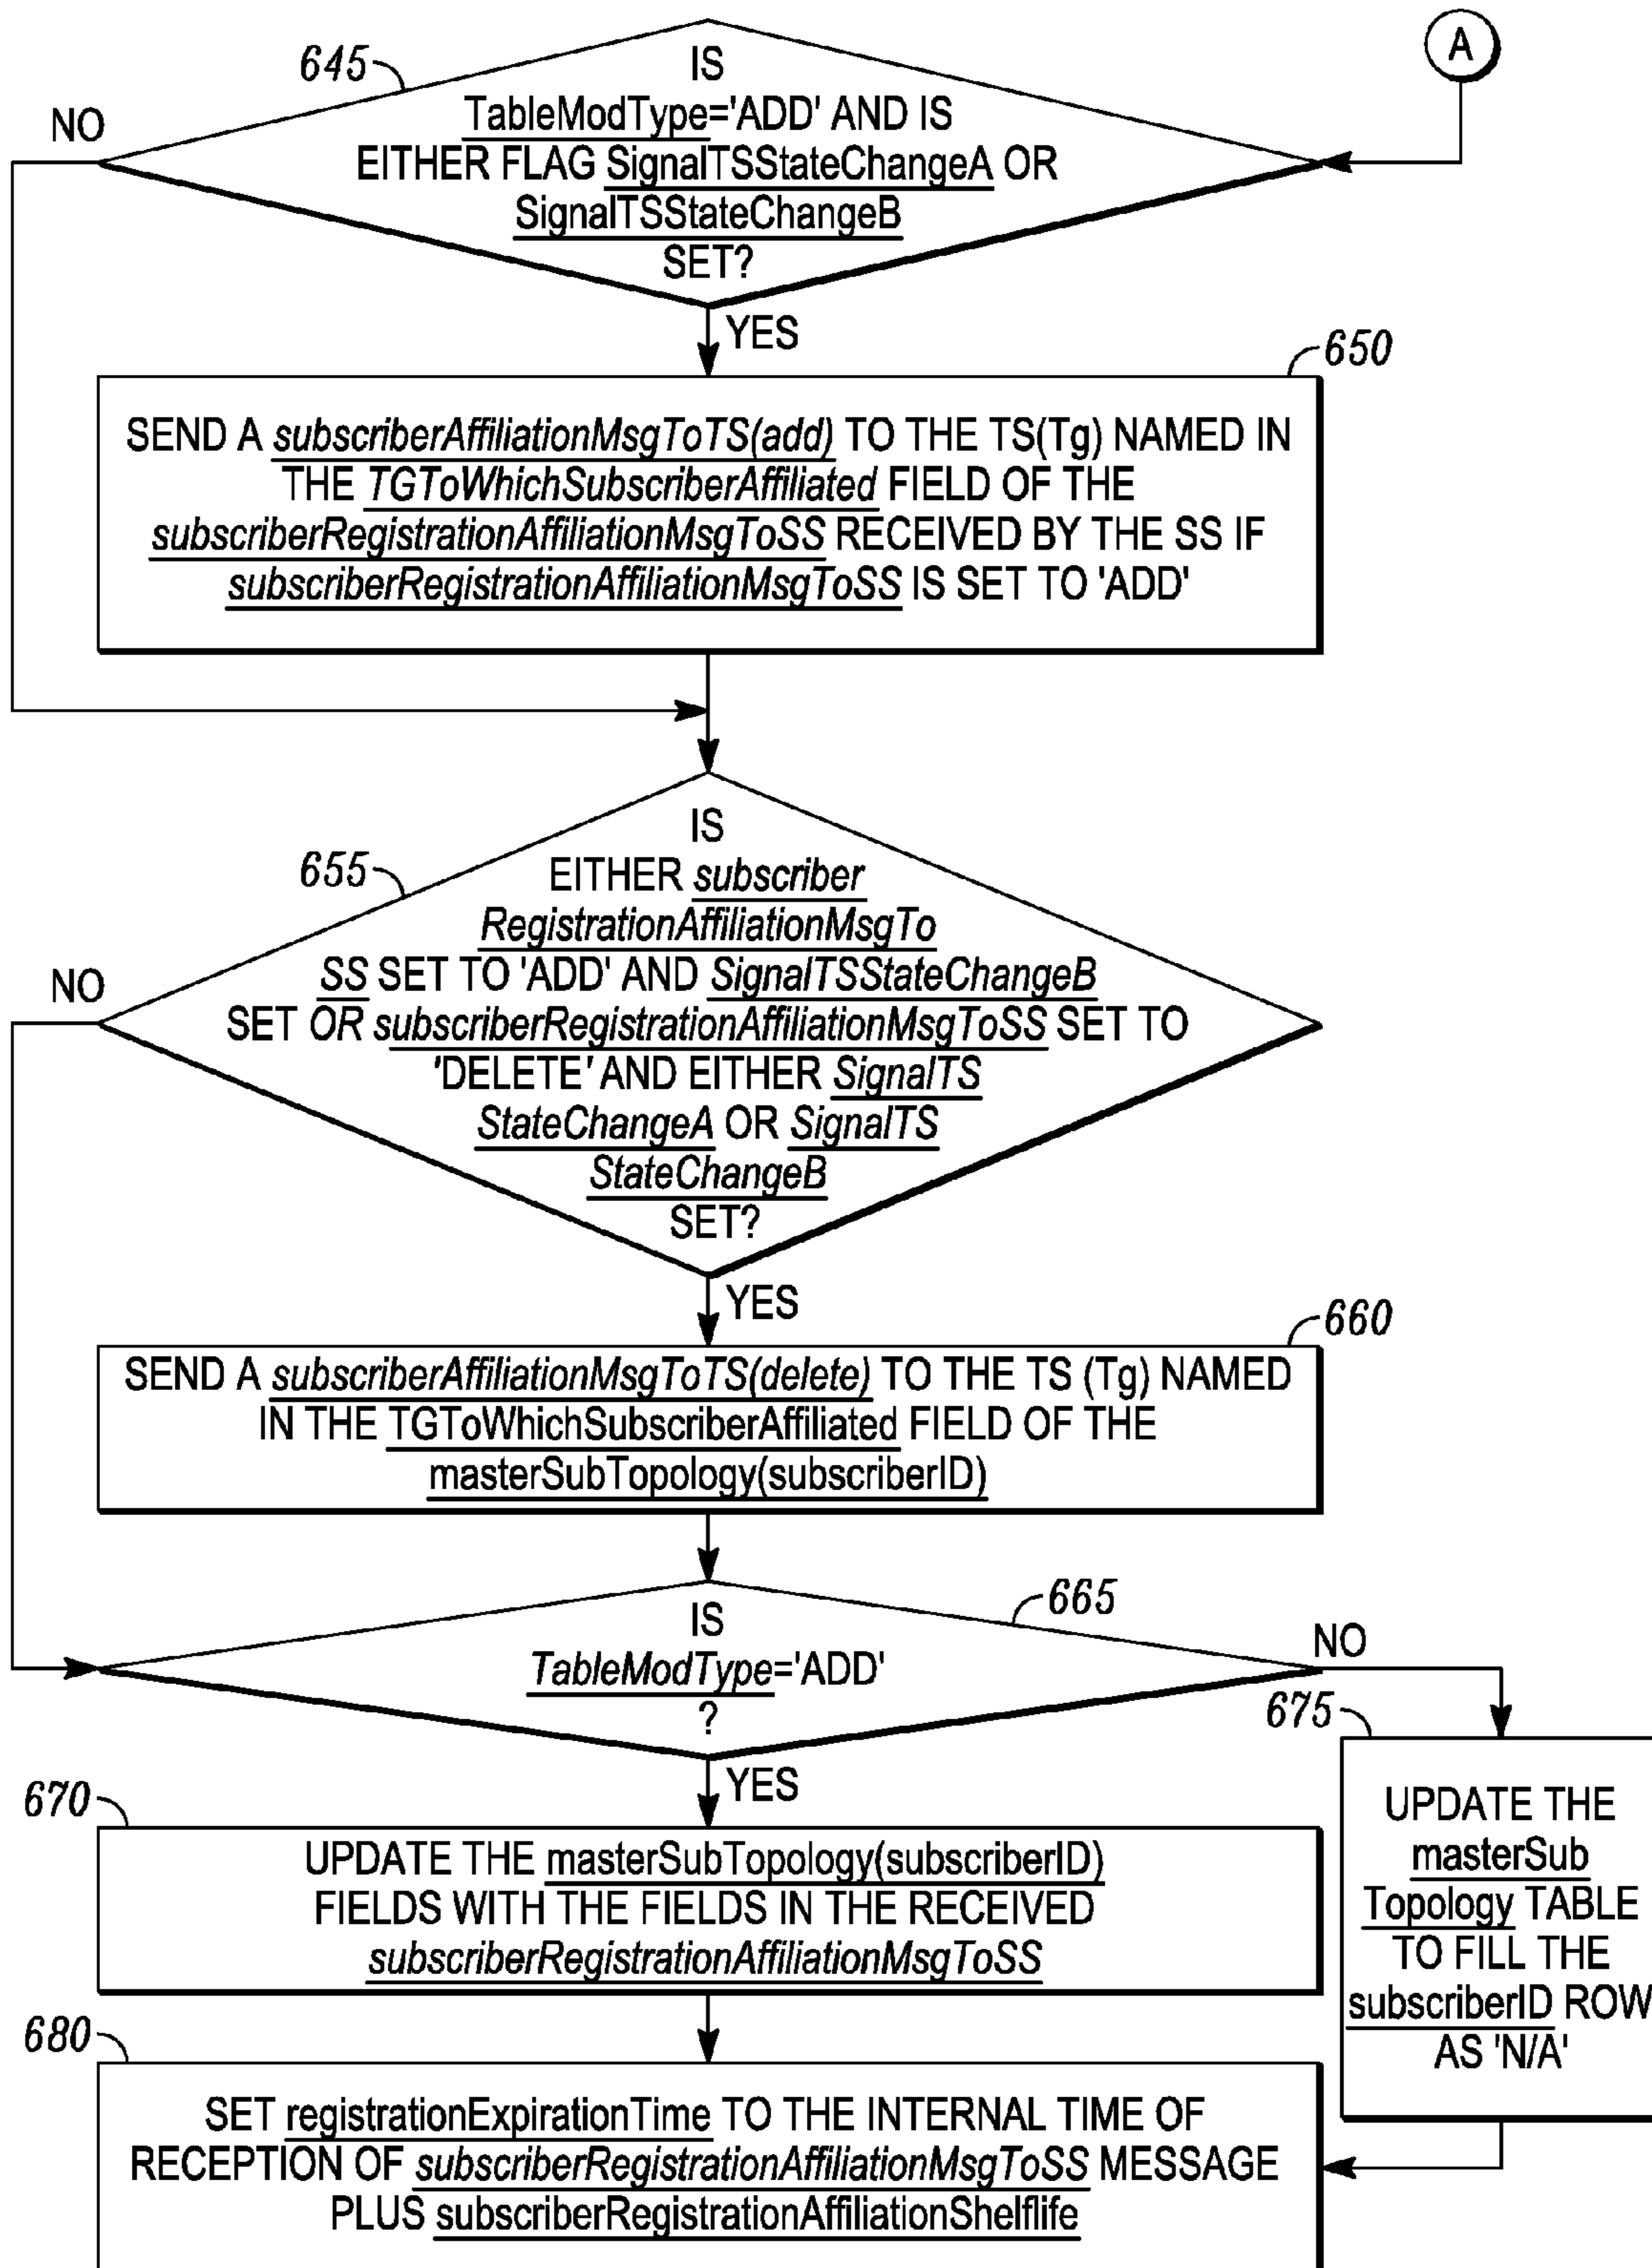 A
645
IS
TableModType='ADD' AND IS
EITHER FLAG SignalTSStateChangeA OR
SignalTSStateChangeB
SET?
NO
YES
650
SEND A subscriberAffiliationMsgToTS(add) TO THE TS(Tg) NAMED IN
THE TGToWhichSubscriberAffiliated FIELD OF THE
subscriberRegistrationAffiliationMsgToSS RECEIVED BY THE SS IF
subscriberRegistrationAffiliationMsgToSS IS SET TO 'ADD'
655
IS
EITHER subscriber
RegistrationAffiliationMsgTo
SS SET TO 'ADD' AND SignalTSStateChangeB
SET OR subscriberRegistrationAffiliationMsgToSS SET TO
'DELETE' AND EITHER SignalTS
StateChangeA OR SignalTS
StateChangeB
SET?
NO
YES
660
SEND A subscriberAffiliationMsgToTS(delete) TO THE TS (Tg) NAMED
IN THE TGToWhichSubscriberAffiliated FIELD OF THE
masterSubTopology(subscriberID)
665
IS
TableModType='ADD'
?
NO
YES
670
UPDATE THE masterSubTopology(subscriberID)
FIELDS WITH THE FIELDS IN THE RECEIVED
subscriberRegistrationAffiliationMsgToSS
675
UPDATE THE
masterSub
Topology TABLE
TO FILL THE
subscriberID ROW
AS 'N/A'
680
SET registrationExpirationTime TO THE INTERNAL TIME OF
RECEPTION OF subscriberRegistrationAffiliationMsgToSS MESSAGE
PLUS subscriberRegistrationAffiliationShelflife